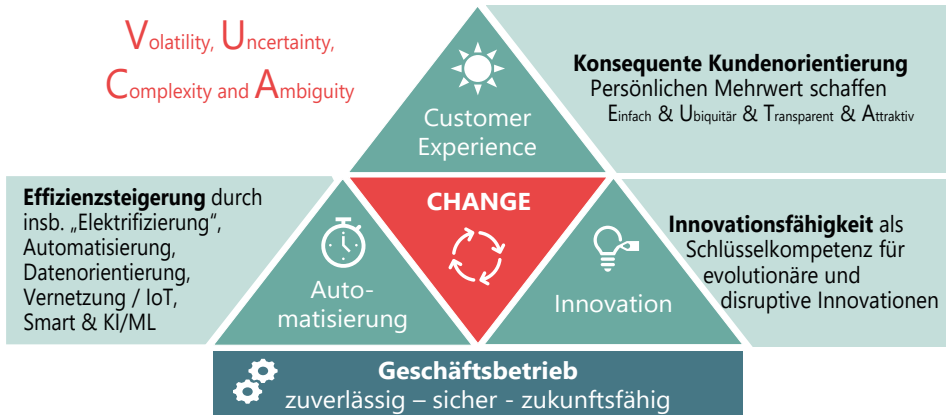 Volatility, Uncertainty,
Complexity and Ambiguity
Customer
Experience
Konsequente Kundenorientierung
Persönlichen Mehrwert schaffen
Einfach & Ubiquitär & Transparent & Attraktiv
Effizienzsteigerung durch
insb. „Elektrifizierung“,
Automatisierung,
Datenorientierung,
Vernetzung / IoT,
Smart & KI/ML
Auto-
matisierung
CHANGE
Innovation
Innovationsfähigkeit als
Schlüsselkompetenz für
evolutionäre und
disruptive Innovationen
Geschäftsbetrieb
zuverlässig – sicher - zukunftsfähig